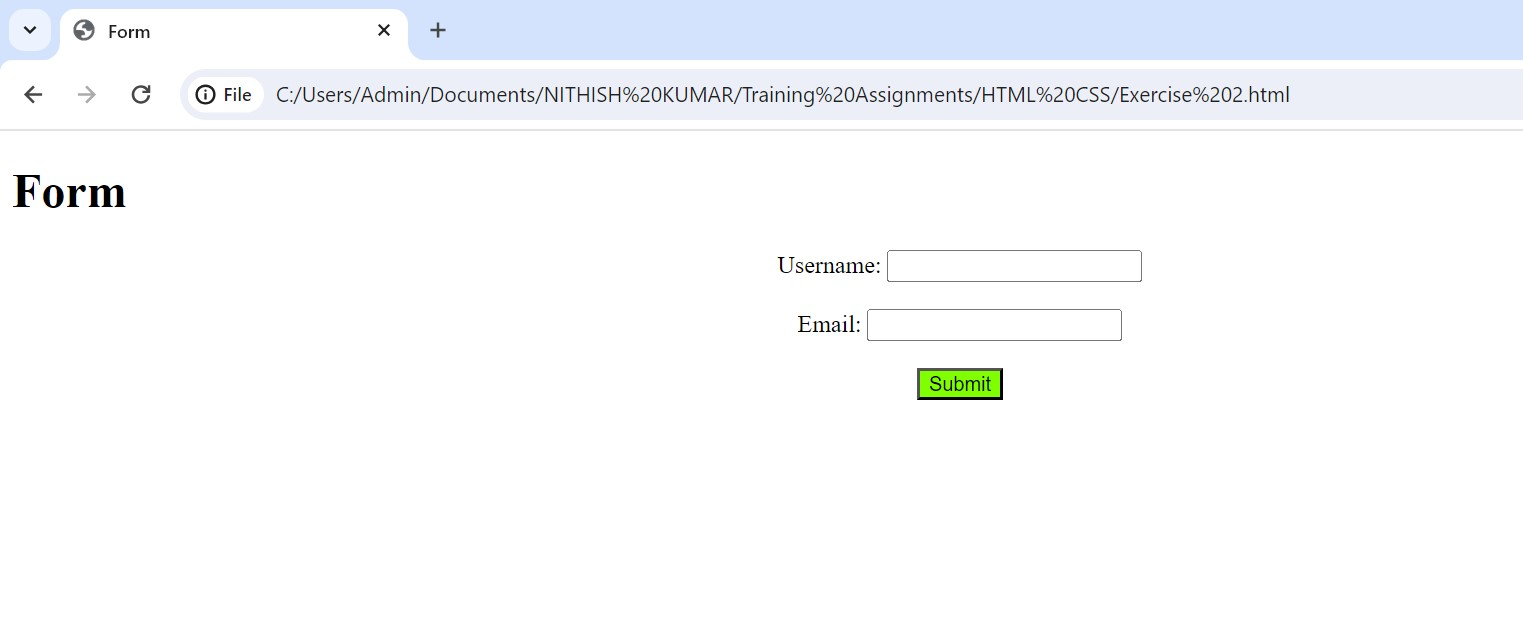 Form
File C:/Users/Admin/Documents/NITHISH%20KUMAR/Training%20Assignments/HTML%20CSS/Exercise%202.html
Form
Username:
Email:
Submit